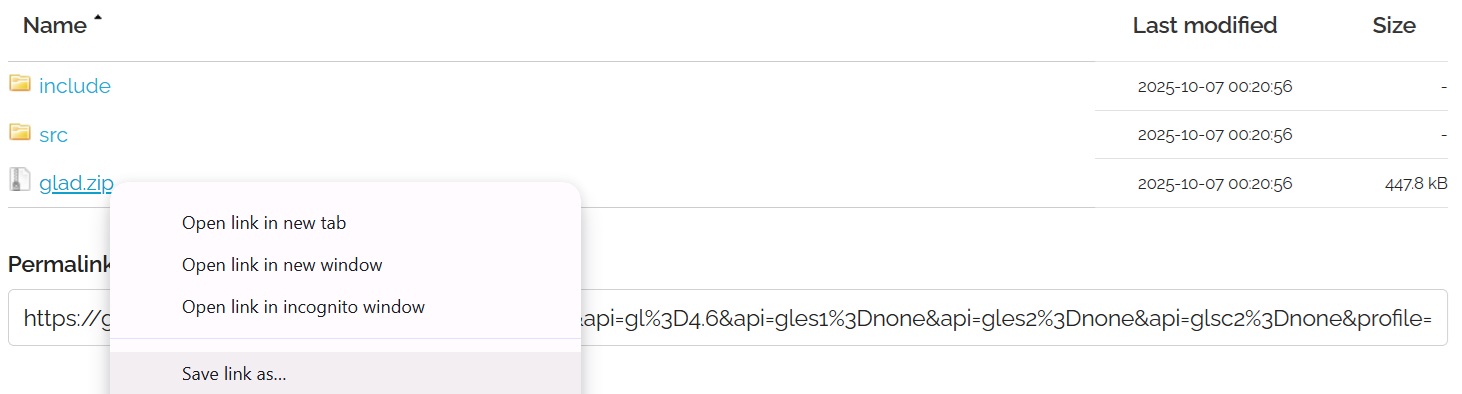 Name Last modified Size
include 2025-10-07 00:20:56 -
src 2025-10-07 00:20:56 -
glad.zip 2025-10-07 00:20:56 447.8 kB
Open link in new tab
Permalink
Open link in new window
Open link in incognito window
https://g &api=gl%3D4.6&api=gles1%3Dnone&api=gles2%3Dnone&api=glsc2%3Dnone&profile=
Save link as...